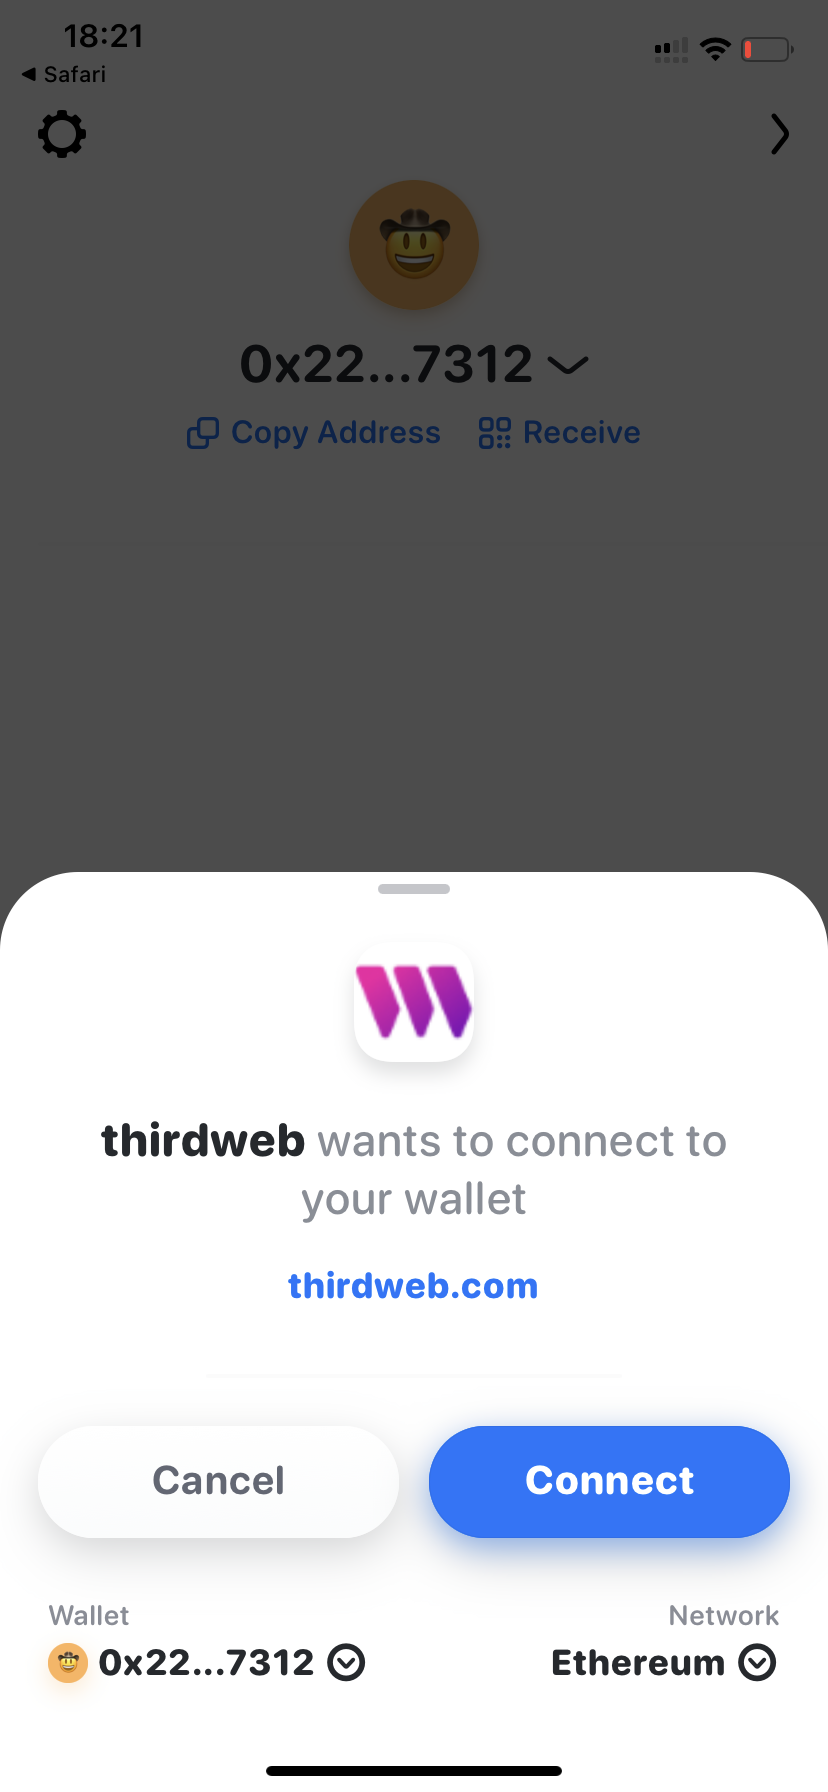 18:21
◀ Safari
0x22...7312
Copy Address Receive
thirdweb wants to connect to
your wallet
thirdweb.com
Cancel Connect
Wallet Network
0x22...7312 Ethereum